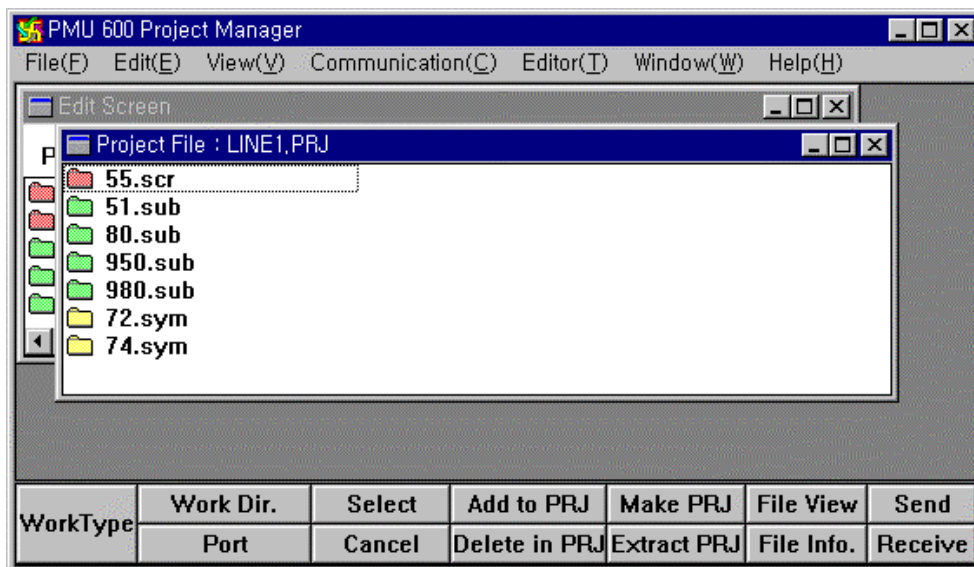 PMU 600 Project Manager
File(F) Edit(E) View(V) Communication(C) Editor(T) Window(W) Help(H)
Edit Screen
P
Project File : LINE1,PRJ
55.scr
51.sub
80.sub
950.sub
980.sub
72.sym
74.sym
WorkType
Work Dir. Select Add to PRJ Make PRJ File View Send
Port Cancel Delete in PRJ Extract PRJ File Info. Receive